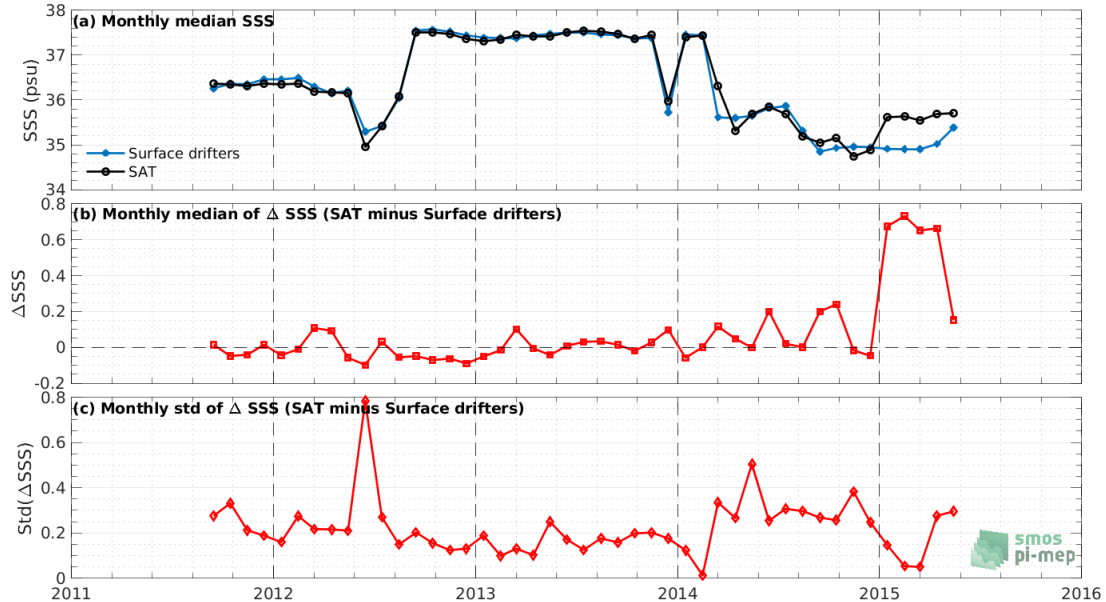 (a) Monthly median SSS
38
37
36
35
34
SSS (psu)
Surface drifters
SAT
(b) Monthly median of Δ SSS (SAT minus Surface drifters)
0.8
0.6
0.4
0.2
0
-0.2
ΔSSS
(c) Monthly std of Δ SSS (SAT minus Surface drifters)
0.8
0.6
0.4
0.2
0
Std(ΔSSS)
smos
pi-mep
2011 2012 2013 2014 2015 2016